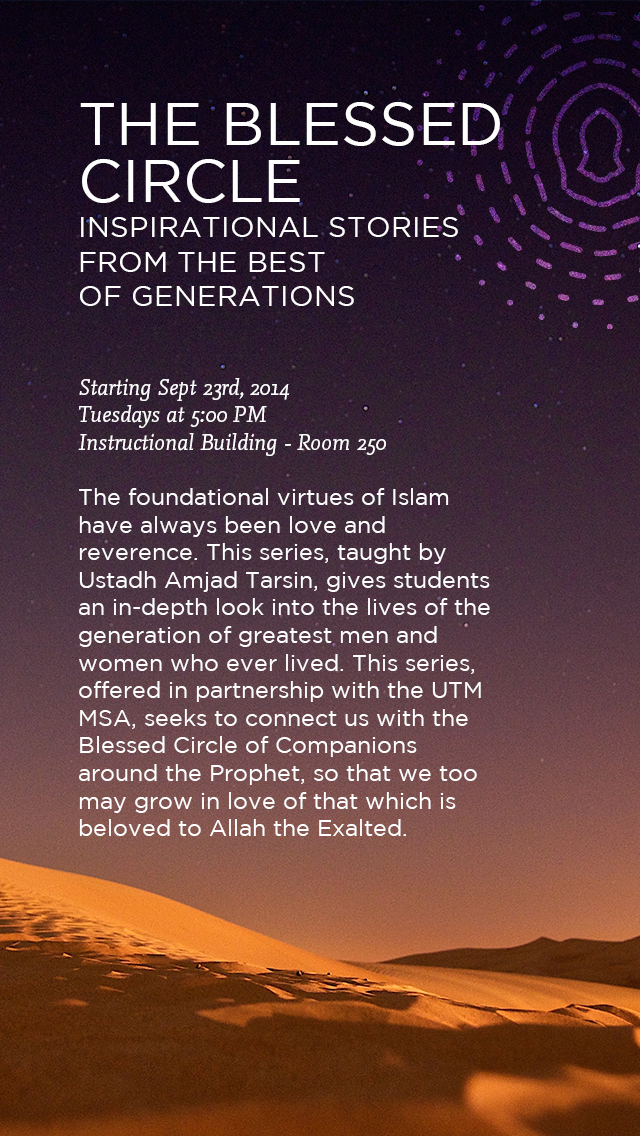 THE BLESSED
CIRCLE
INSPIRATIONAL STORIES
FROM THE BEST
OF GENERATIONS
Starting Sept 23rd, 2014
Tuesdays at 5:00 PM
Instructional Building - Room 250
The foundational virtues of Islam
have always been love and
reverence. This series, taught by
Ustadh Amjad Tarsin, gives students
an in-depth look into the lives of the
generation of greatest men and
women who ever lived. This series,
offered in partnership with the UTM
MSA, seeks to connect us with the
Blessed Circle of Companions
around the Prophet, so that we too
may grow in love of that which is
beloved to Allah the Exalted.